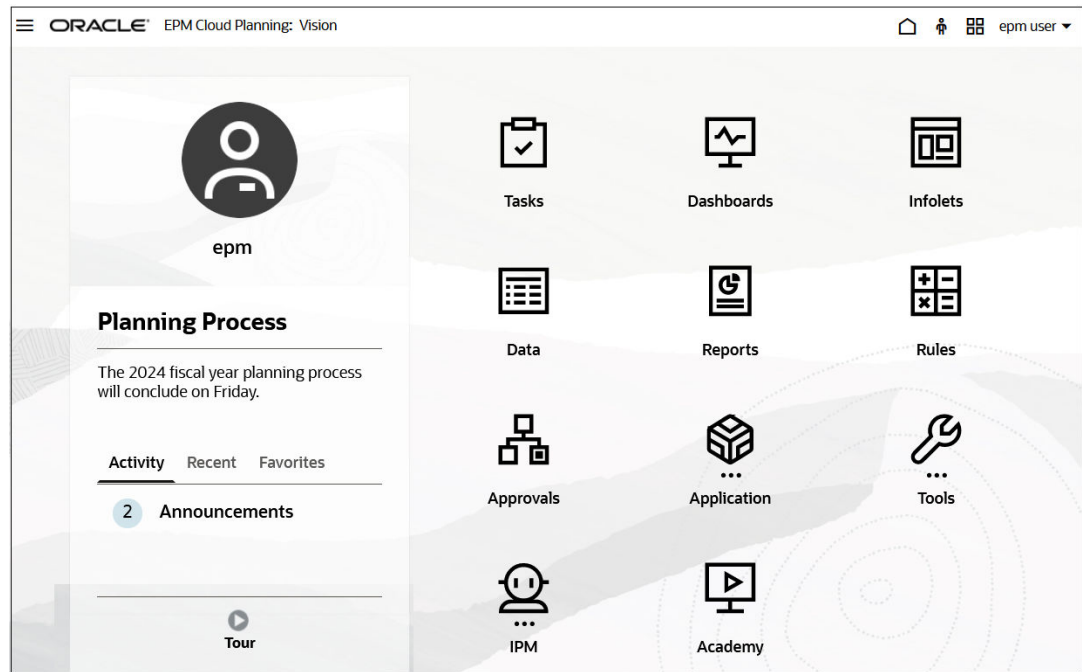 ORACLE EPM Cloud Planning: Vision
epm user
epm
Planning Process
The 2024 fiscal year planning process
will conclude on Friday.
Activity Recent Favorites
2 Announcements
Tour
Tasks Dashboards Infolets
Data Reports Rules
Approvals Application Tools
IPM Academy